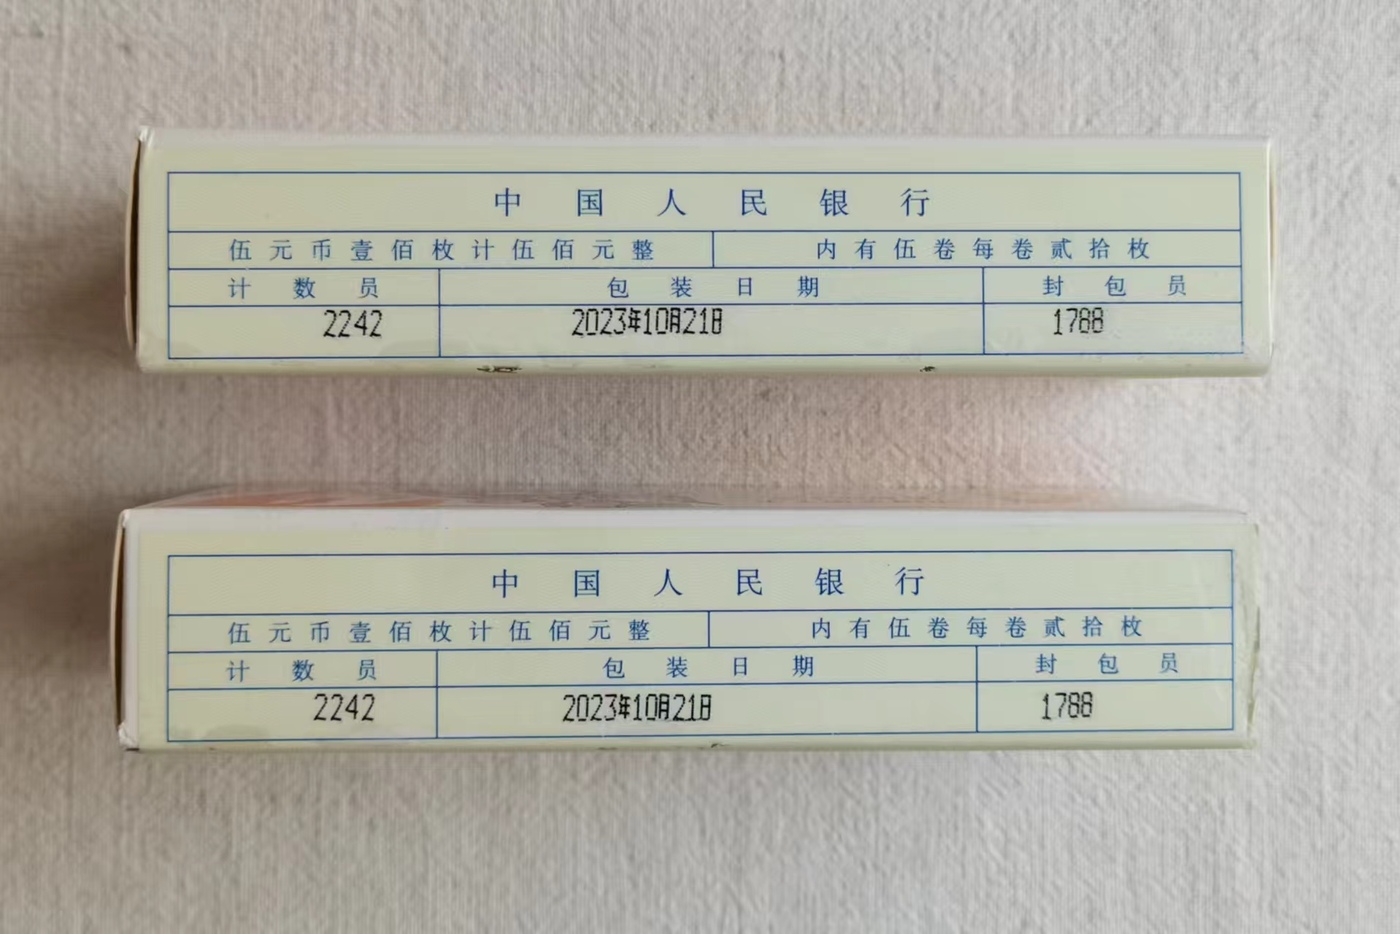 中国人民银行
伍元币壹佰枚计伍佰元整 内有伍卷每卷贰拾枚
计数员 包装日期 封包员
2242 2023年10月21日 1788
中国人民银行
伍元币壹佰枚计伍佰元整 内有伍卷每卷贰拾枚
计数员 包装日期 封包员
2242 2023年10月21日 1788